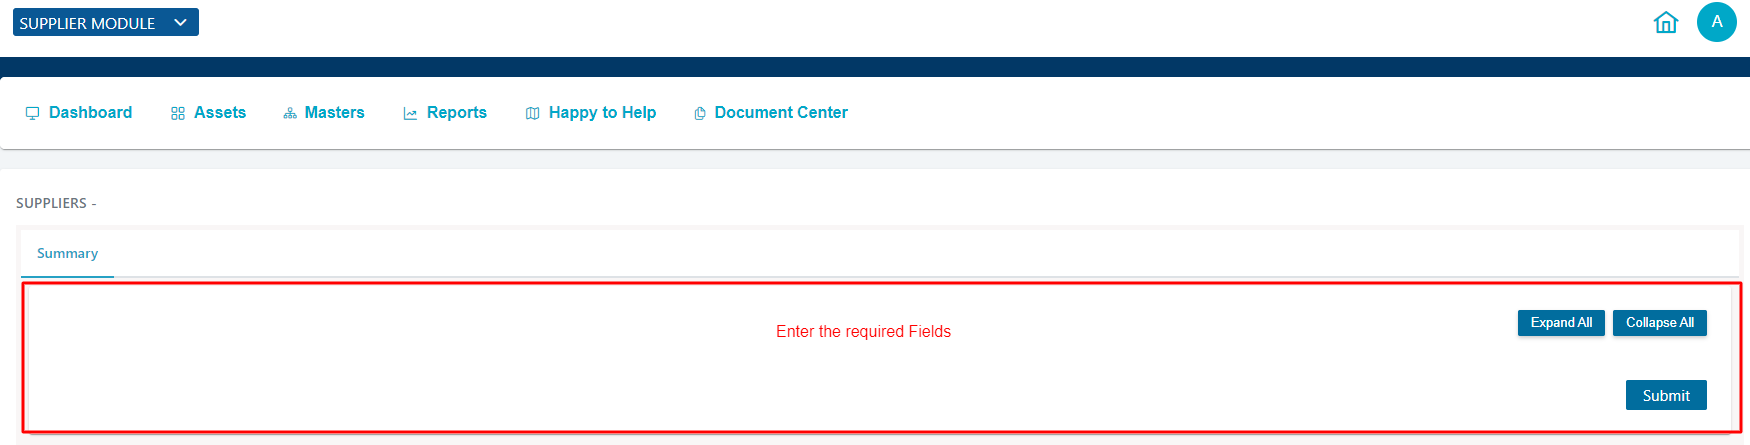 SUPPLIER MODULE
A
Dashboard
Assets
Masters
Reports
Happy to Help
Document Center
SUPPLIERS -
Summary
Enter the required Fields
Expand All
Collapse All
Submit